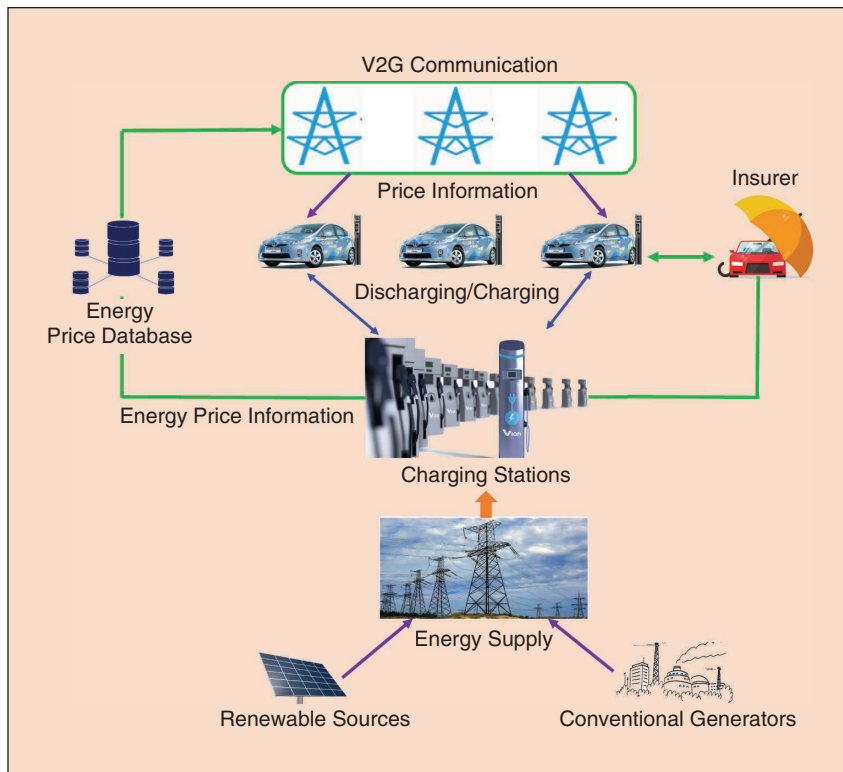 V2G Communication
Price Information
Insurer
Discharging/Charging
Energy
Price Database
Energy Price Information
Vion
Charging Stations
Energy Supply
Renewable Sources
Conventional Generators